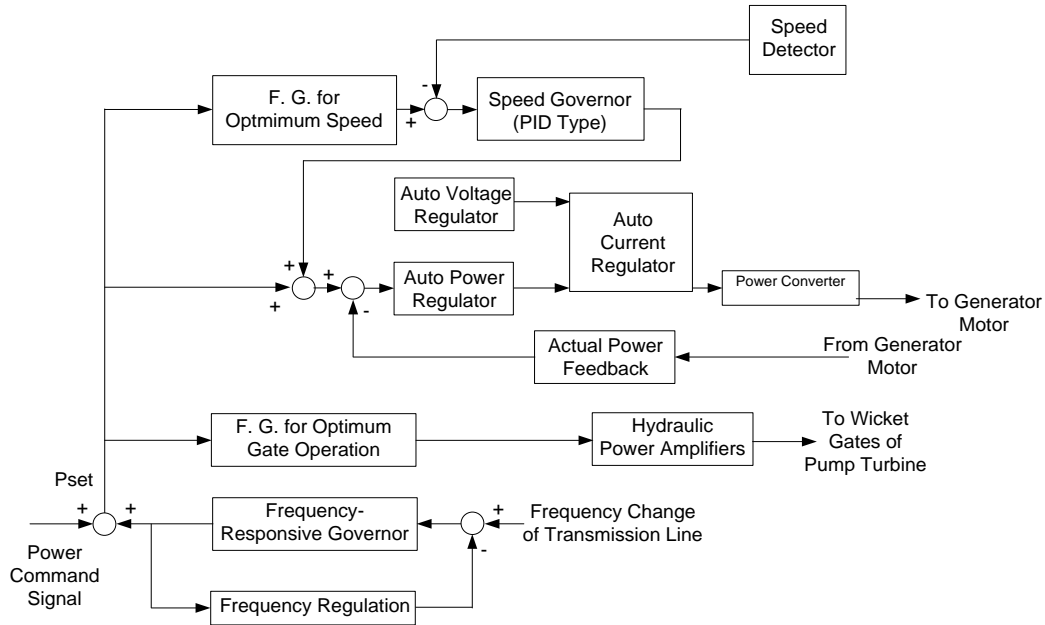 Speed
Detector
-
F. G. for
Optmimum Speed
+
Speed Governor
(PID Type)
Auto Voltage
Regulator
Auto
Current
Regulator
+
+
+
-
Auto Power
Regulator
Power Converter
To Generator
Motor
Actual Power
Feedback
From Generator
Motor
F. G. for Optimum
Gate Operation
Hydraulic
Power Amplifiers
To Wicket
Gates of
Pump Turbine
Pset
+
+
Power
Command
Signal
Frequency-
Responsive Governor
+
-
Frequency Change
of Transmission Line
Frequency Regulation